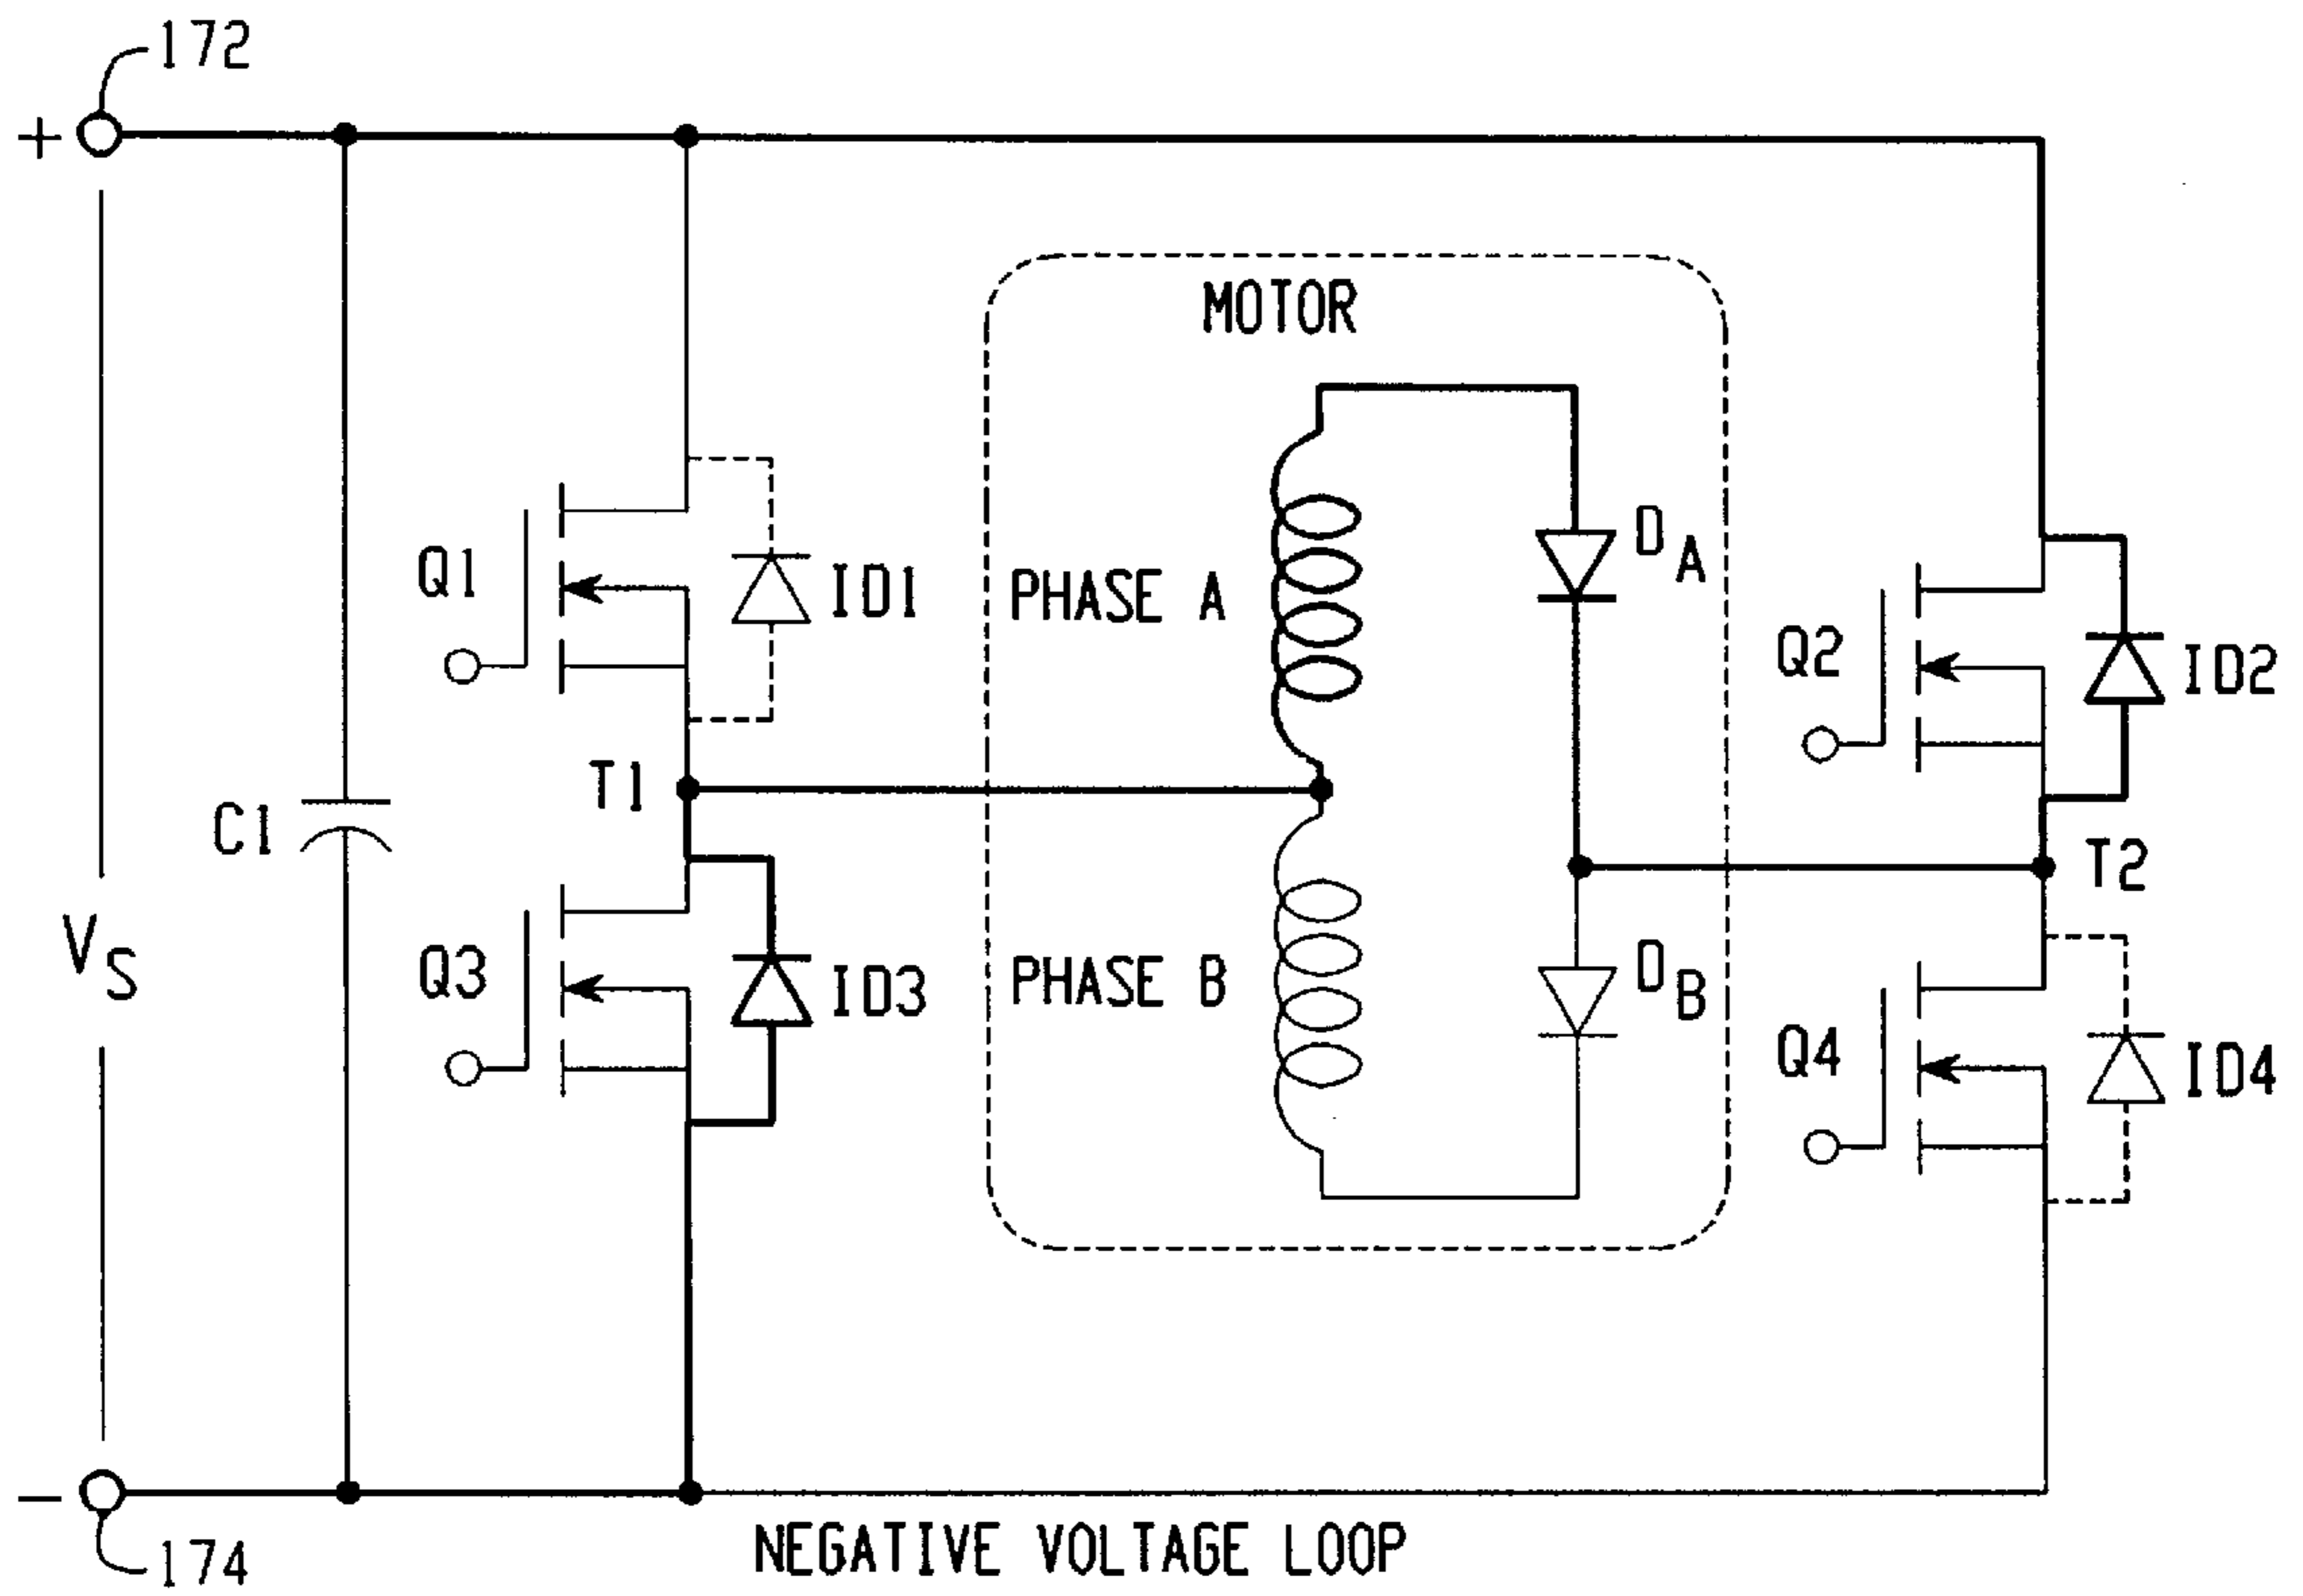 172
+
MOTOR
D A
Q1
ID1
PHASE A
Q2
ID2
T1
C1
T2
V S
Q3
ID3
PHASE B
D B
Q4
ID4
−
174
NEGATIVE VOLTAGE LOOP